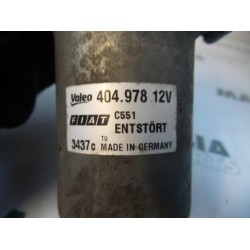 Valeo 404.978 12V
FIAT C551
ENTSTÖRT
TU
3437c MADE IN GERMANY